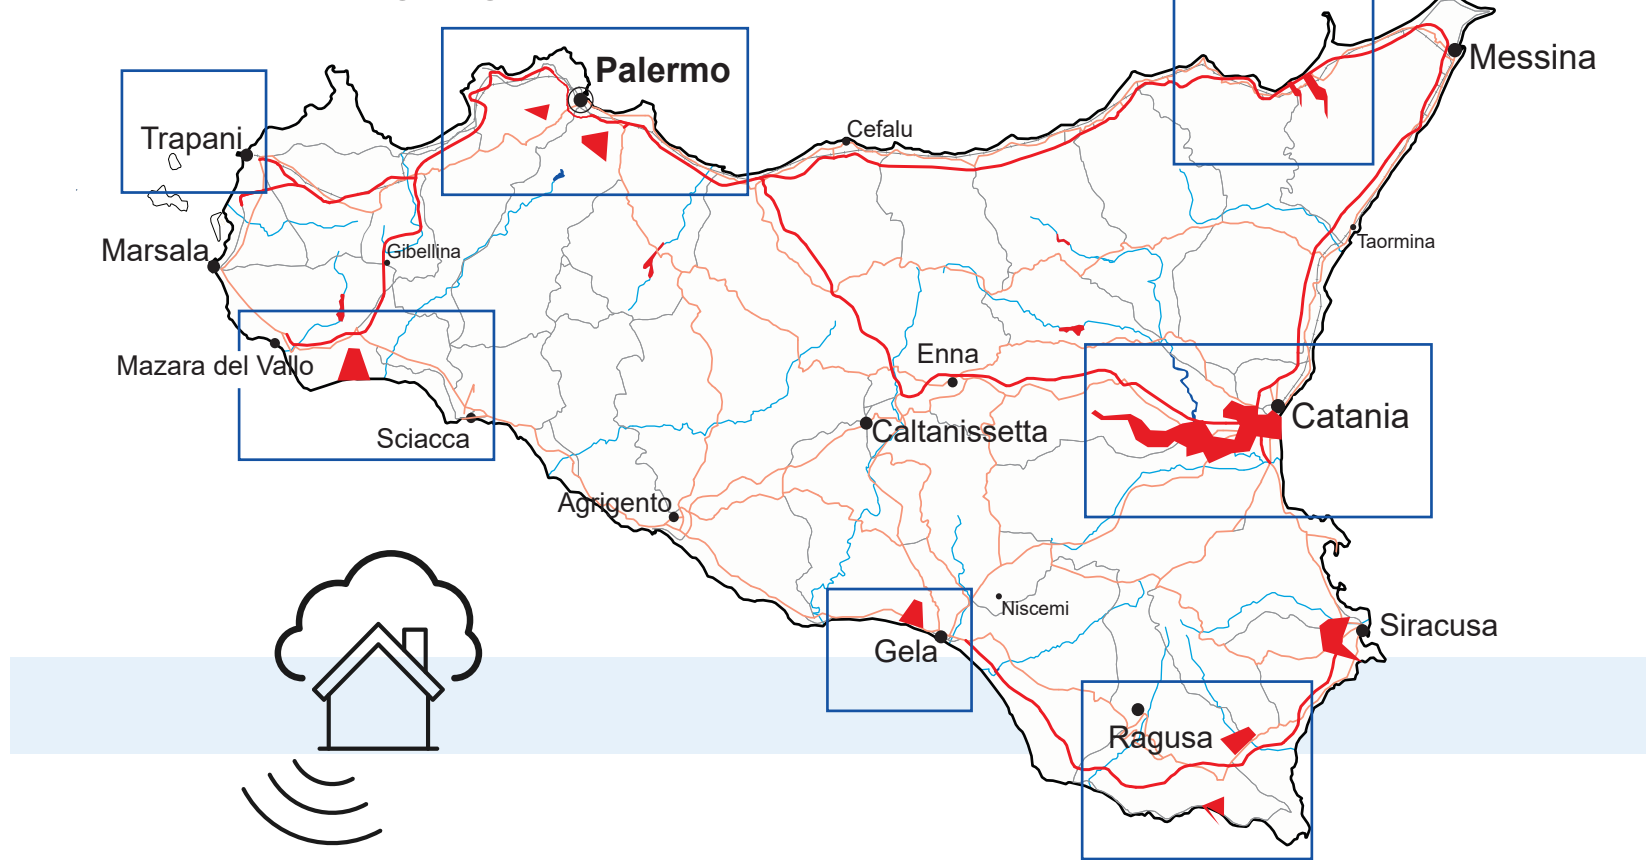 Palermo
Messina
Cefalu
Trapani
Taormina
Marsala
Gibellina
Enna
Mazara del Vallo
Catania
Sciacca
Caltanissetta
Agrigento
Niscemi
Siracusa
Gela
Ragusa